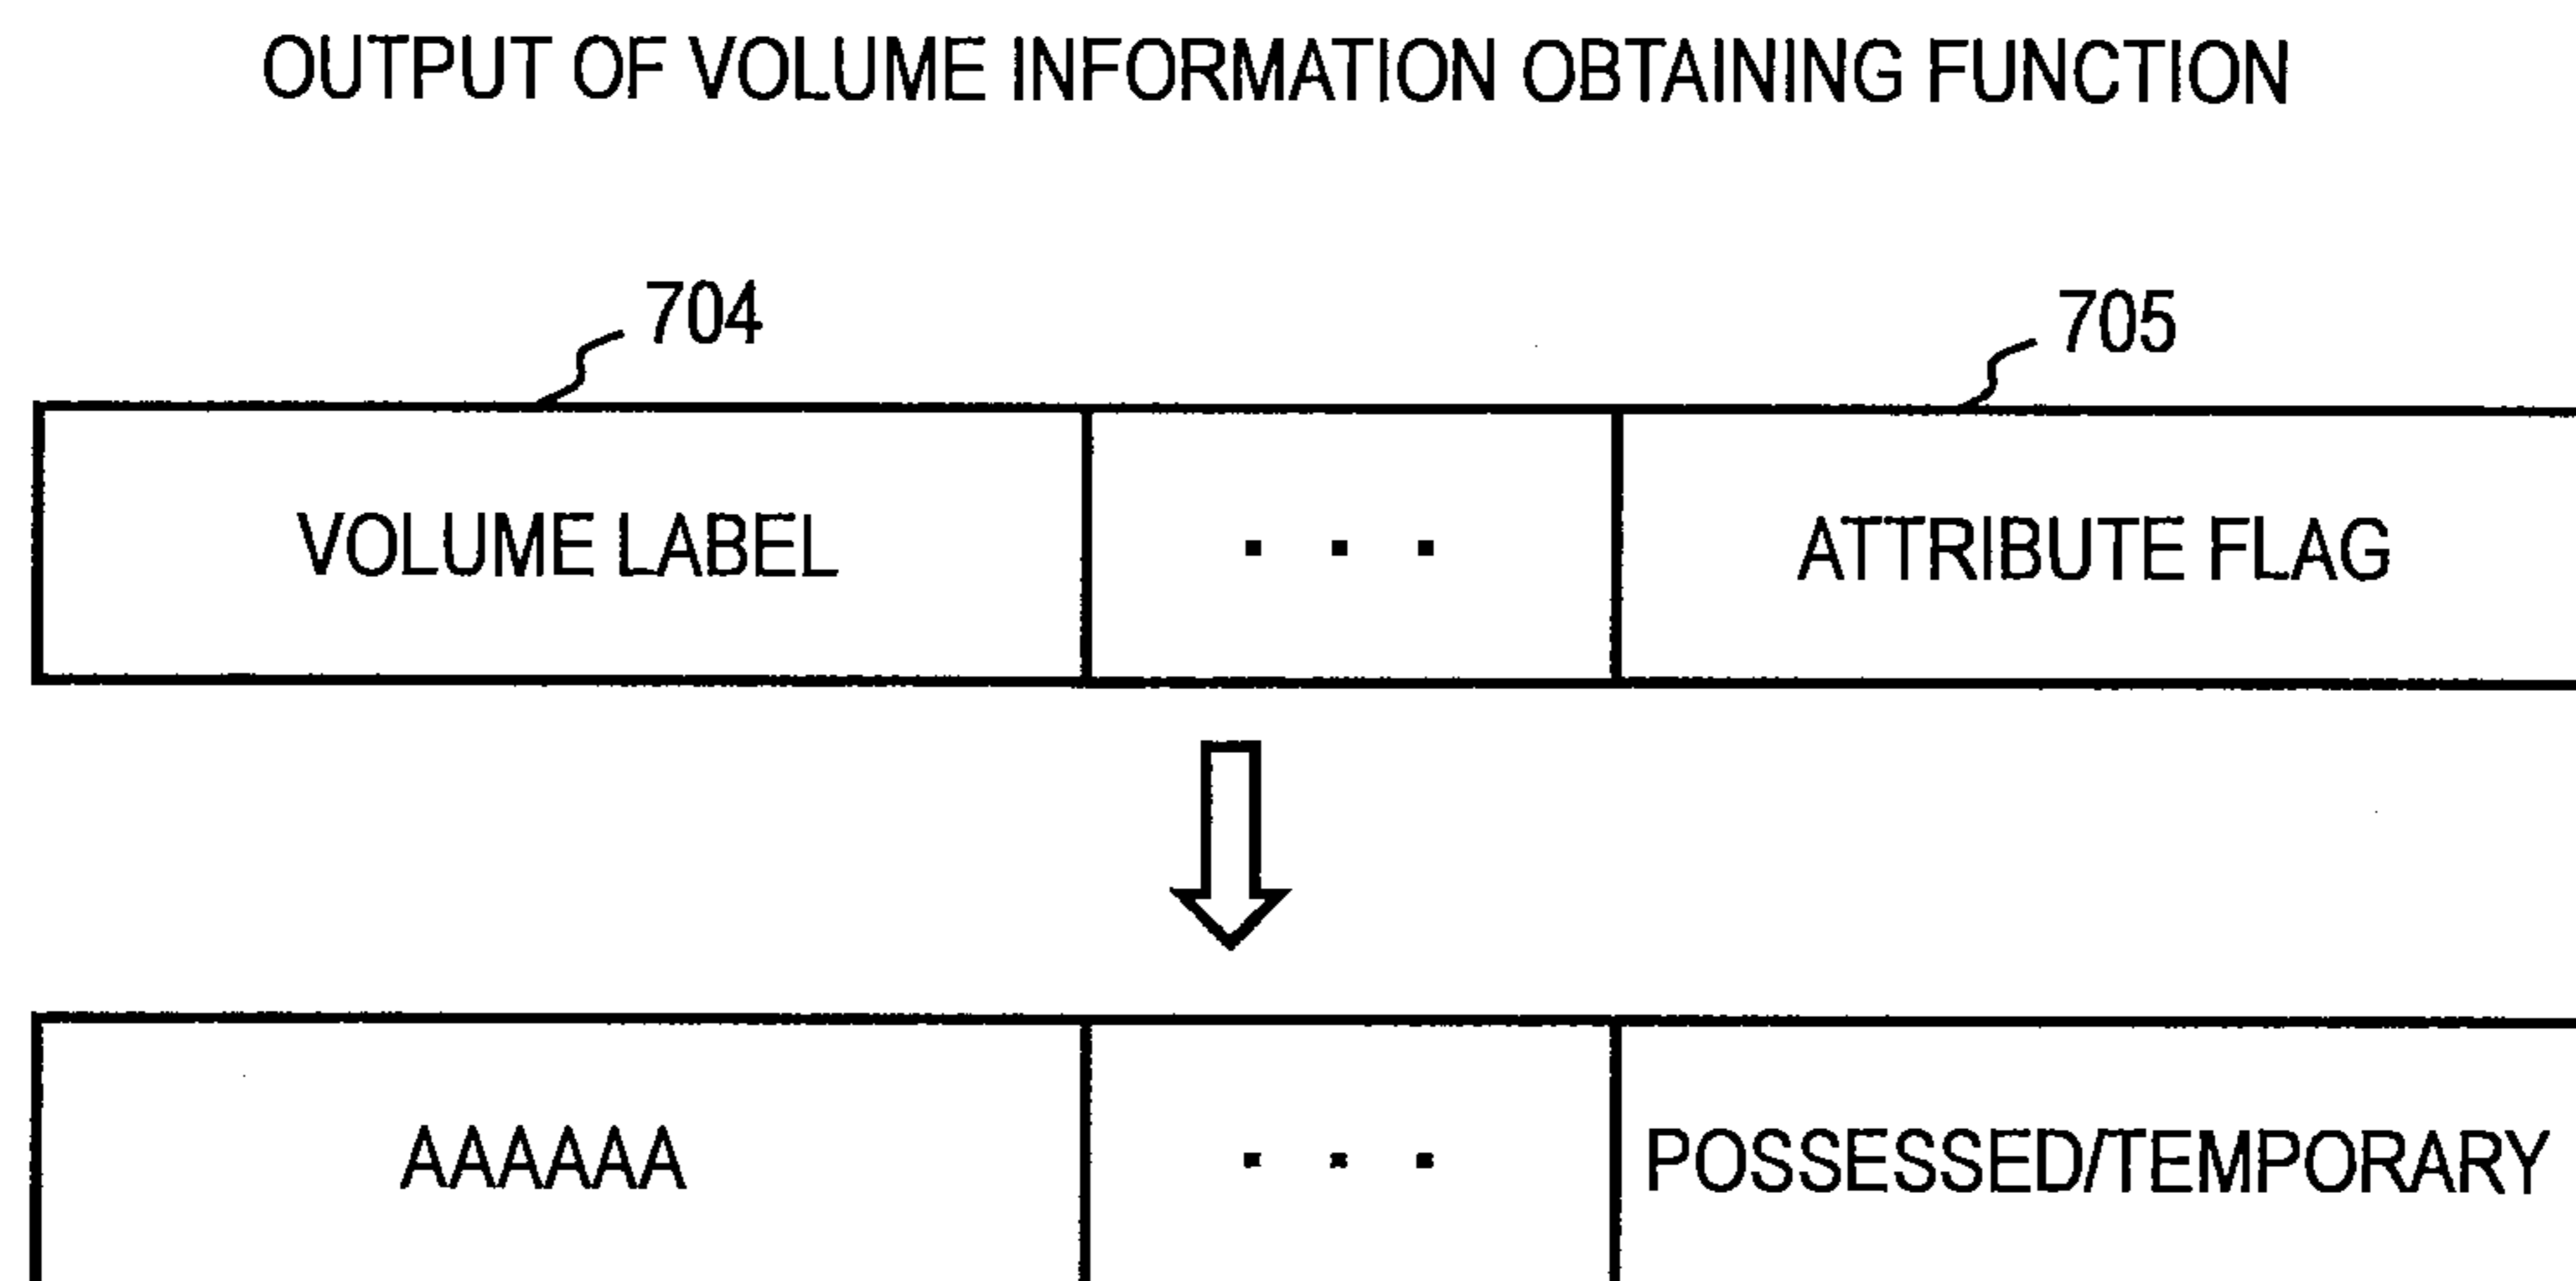 OUTPUT OF VOLUME INFORMATION OBTAINING FUNCTION
704 705
VOLUME LABEL . . . ATTRIBUTE FLAG
AAAAAA . . . POSSESSED/TEMPORARY